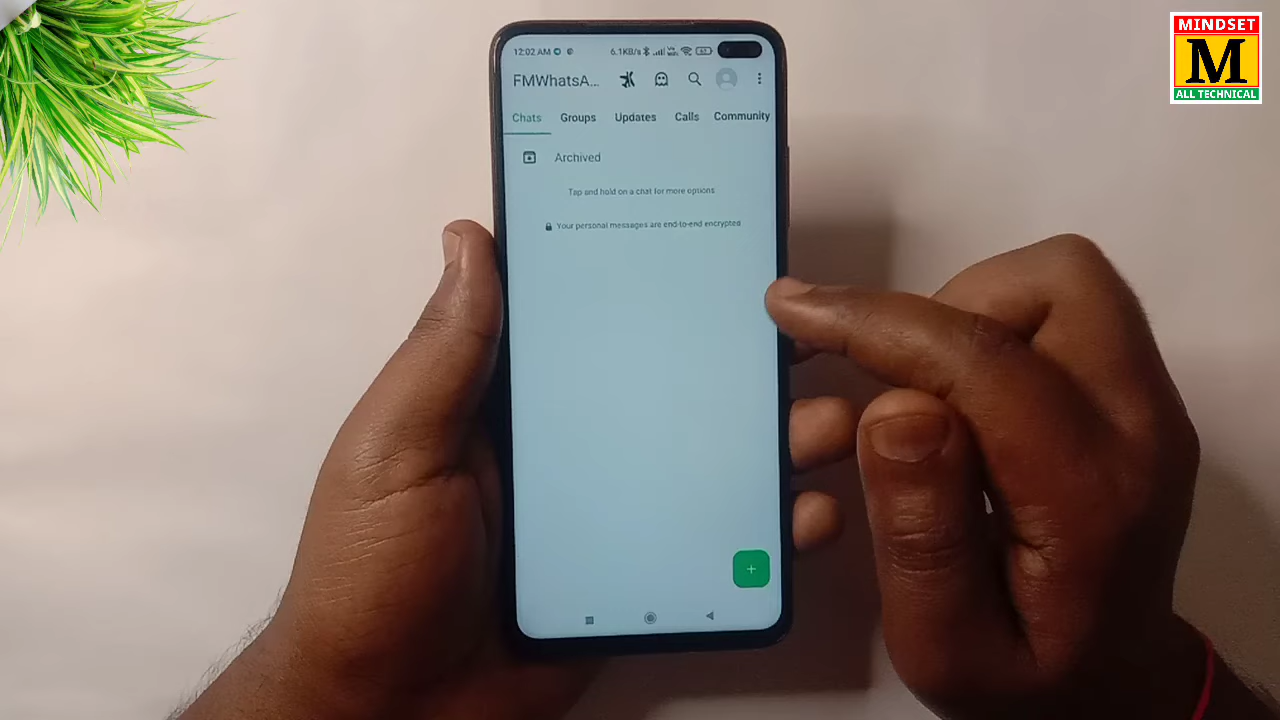 MINDSET
M
ALL TECHNICAL
12:02 AM 6.1KB/s 67
FMWhatsA...
Chats Groups Updates Calls Community
Archived
Tap and hold on a chat for more options
Your personal messages are end-to-end encrypted